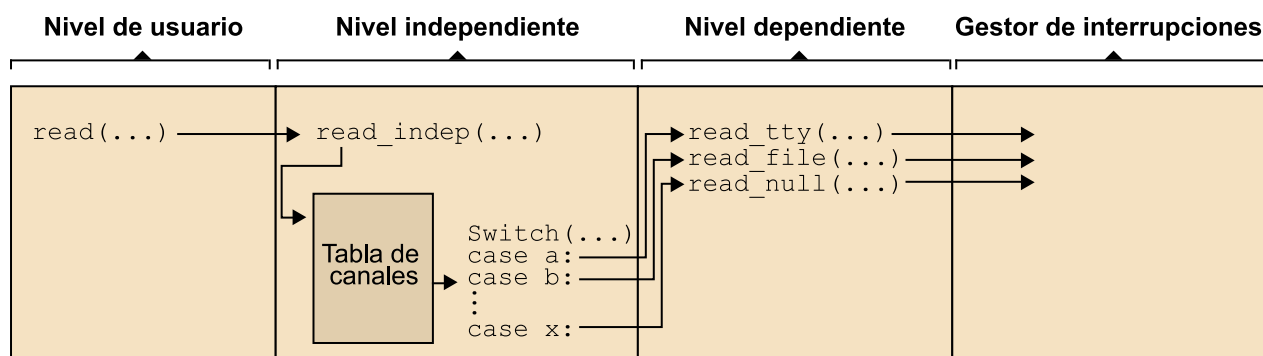 Nivel de usuario
Nivel independiente
Nivel dependiente
Gestor de interrupciones
read(...)
read_indep(...)
read_tty(...)
read_file(...)
read_null(...)
Tabla de
canales
Switch(...)
case a:
case b:
⋮
case x: